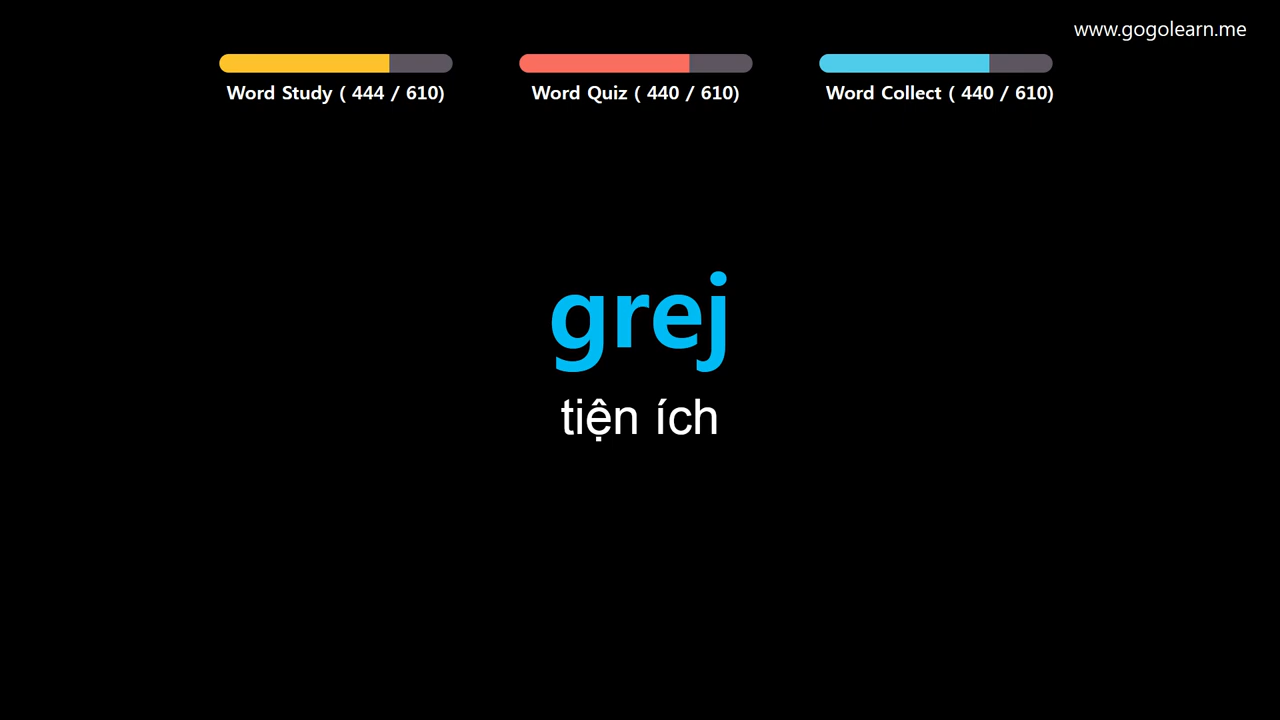 www.gogolearn.me
Word Study ( 444 / 610)
Word Quiz ( 440 / 610)
Word Collect ( 440 / 610)
grej
tiện ích